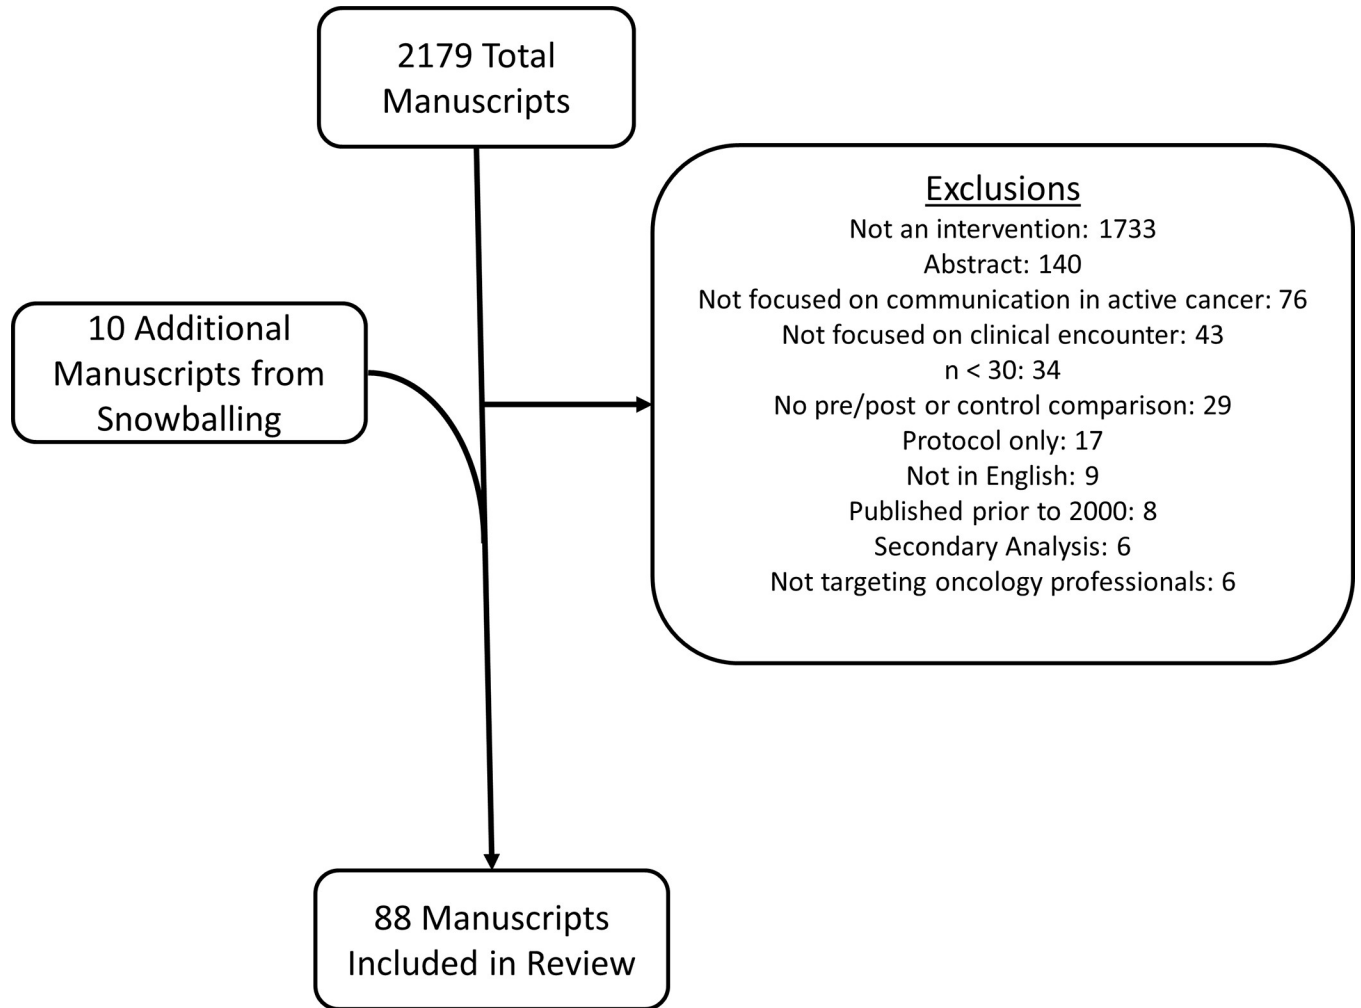 2179 Total
Manuscripts
Exclusions
Not an intervention: 1733
Abstract: 140
Not focused on communication in active cancer: 76
Not focused on clinical encounter: 43
n < 30: 34
No pre/post or control comparison: 29
Protocol only: 17
Not in English: 9
Published prior to 2000: 8
Secondary Analysis: 6
Not targeting oncology professionals: 6
10 Additional
Manuscripts from
Snowballing
88 Manuscripts
Included in Review